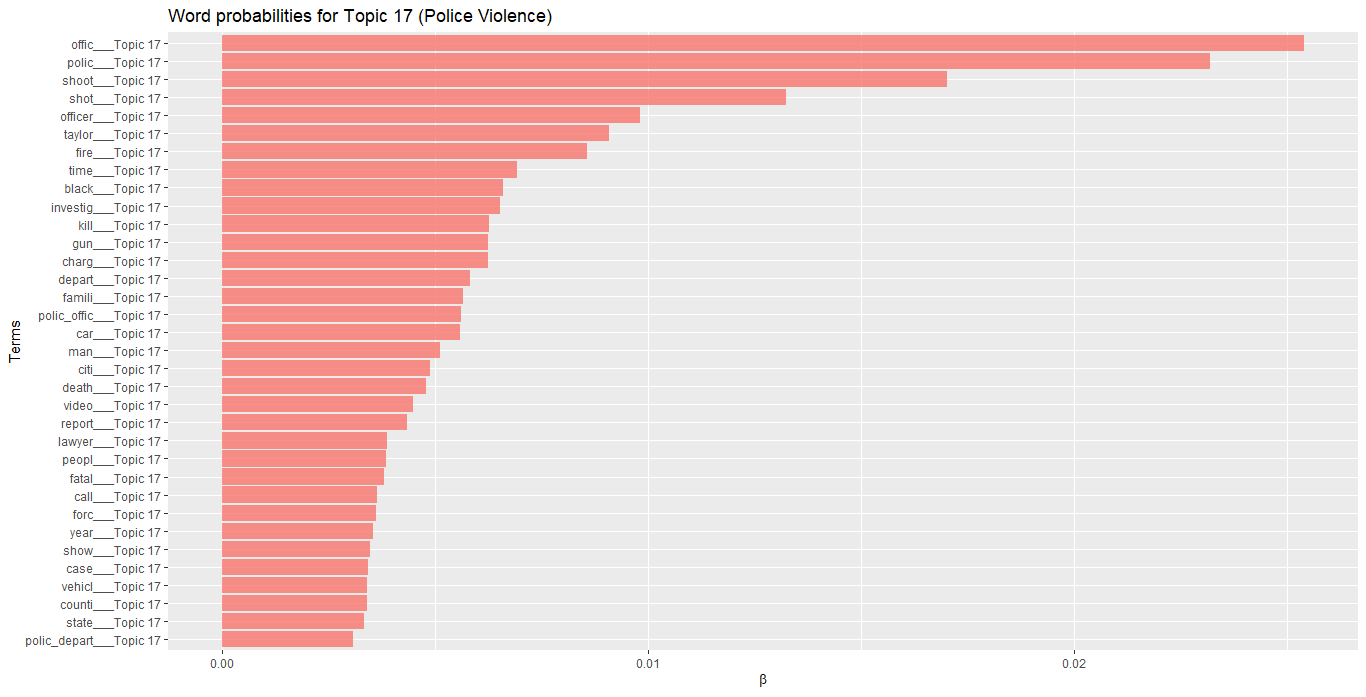 Word probabilities for Topic 17 (Police Violence)
Terms
offic___Topic 17
polic___Topic 17
shoot___Topic 17
shot___Topic 17
officer___Topic 17
taylor___Topic 17
fire___Topic 17
time___Topic 17
black___Topic 17
investig___Topic 17
kill___Topic 17
gun___Topic 17
charg___Topic 17
depart___Topic 17
famili___Topic 17
polic_offic___Topic 17
car___Topic 17
man___Topic 17
citi___Topic 17
death___Topic 17
video___Topic 17
report___Topic 17
lawyer___Topic 17
peopl___Topic 17
fatal___Topic 17
call___Topic 17
forc___Topic 17
year___Topic 17
show___Topic 17
case___Topic 17
vehicl___Topic 17
counti___Topic 17
state___Topic 17
polic_depart___Topic 17
0.00 0.01 0.02
β